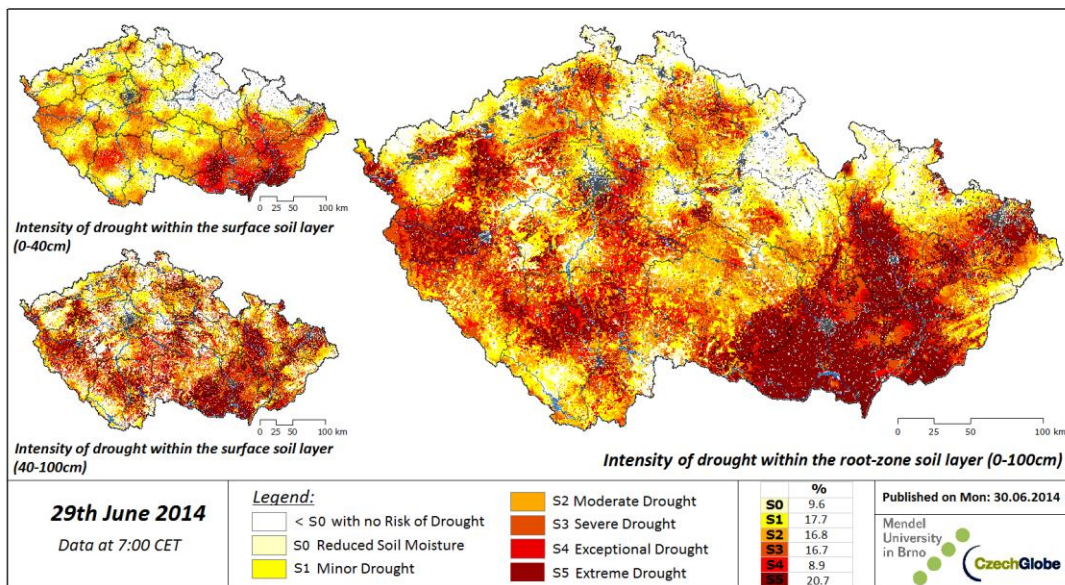 0 25 50 100 km
Intensity of drought within the surface soil layer
(0-40cm)
0 25 50 100 km
Intensity of drought within the surface soil layer
(40-100cm)
0 25 50 100 km
Intensity of drought within the root-zone soil layer (0-100cm)
29th June 2014
Data at 7:00 CET
Legend:
< S0 with no Risk of Drought
S0 Reduced Soil Moisture
S1 Minor Drought
S2 Moderate Drought
S3 Severe Drought
S4 Exceptional Drought
S5 Extreme Drought
%
S0 9.6
S1 17.7
S2 16.8
S3 16.7
S4 8.9
S5 20.7
Published on Mon: 30.06.2014
Mendel
University
in Brno
CzechGlobe